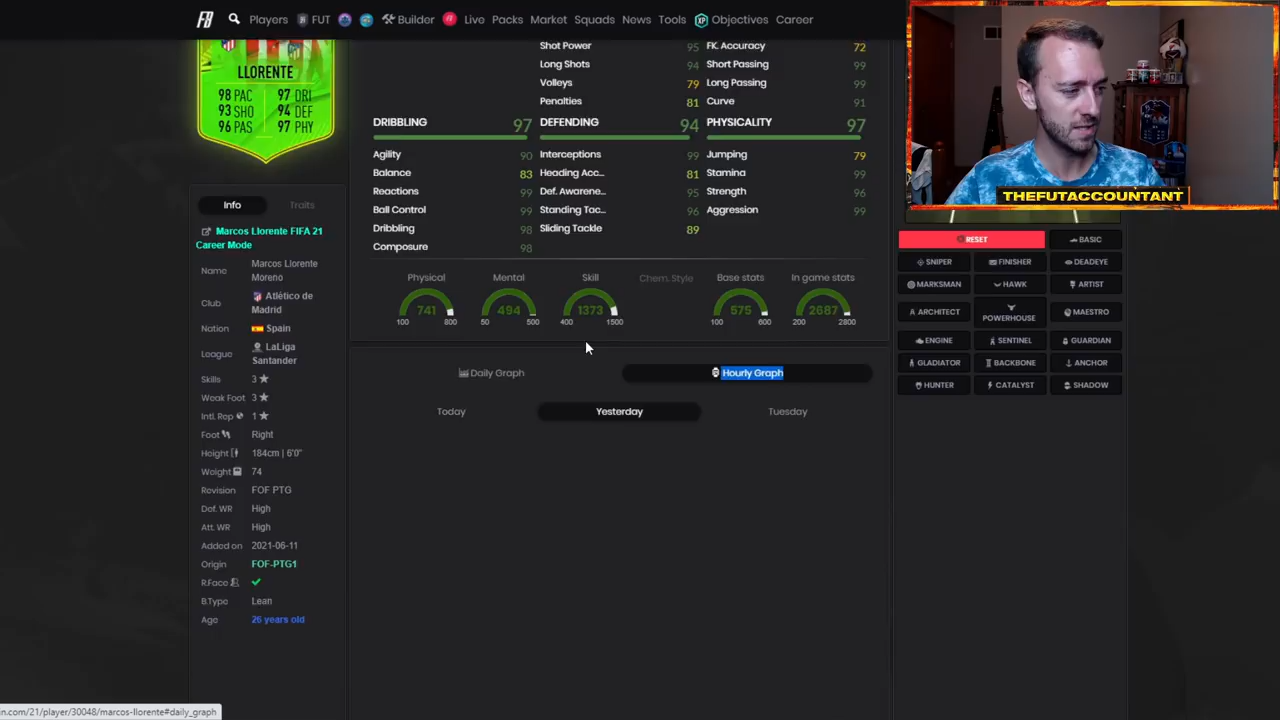 FB Players FUT Builder Live Packs Market Squads News Tools XP Objectives Career
LLORENTE
98 PAC 97 DRI
93 SHO 94 DEF
96 PAS 97 PHY
Shot Power 95 FK. Accuracy 72
Long Shots 94 Short Passing 99
Volleys 79 Long Passing 99
Penalties 81 Curve 91
DRIBBLING 97 DEFENDING 94 PHYSICALITY 97
Agility 90 Interceptions 99 Jumping 79
Balance 83 Heading Acc... 81 Stamina 99
Reactions 99 Def. Awarene... 95 Strength 96
Ball Control 99 Standing Tac... 96 Aggression 99
Dribbling 98 Sliding Tackle 89
Composure 98
Physical Mental Skill Chem. Style Base stats In game stats
741 494 1373 575 2687
100 800 50 500 400 1500 100 600 200 2800
Daily Graph Hourly Graph
Today Yesterday Tuesday
Info Traits
Marcos Llorente FIFA 21
Career Mode
Name Marcos Llorente
Moreno
Club Atlético de
Madrid
Nation Spain
League LaLiga
Santander
Skills 3
Weak Foot 3
Intl. Rep 1
Foot Right
Height 184cm | 6'0"
Weight 74
Revision FOF PTG
Def. WR High
Att. WR High
Added on 2021-06-11
Origin FOF-PTG1
R.Face
B.Type Lean
Age 26 years old
THEFUTACCOUNTANT
RESET BASIC
SNIPER FINISHER DEADEYE
MARKSMAN HAWK ARTIST
ARCHITECT POWERHOUSE MAESTRO
ENGINE SENTINEL GUARDIAN
GLADIATOR BACKBONE ANCHOR
HUNTER CATALYST SHADOW
n.com/21/player/30048/marcos-llorente#daily_graph